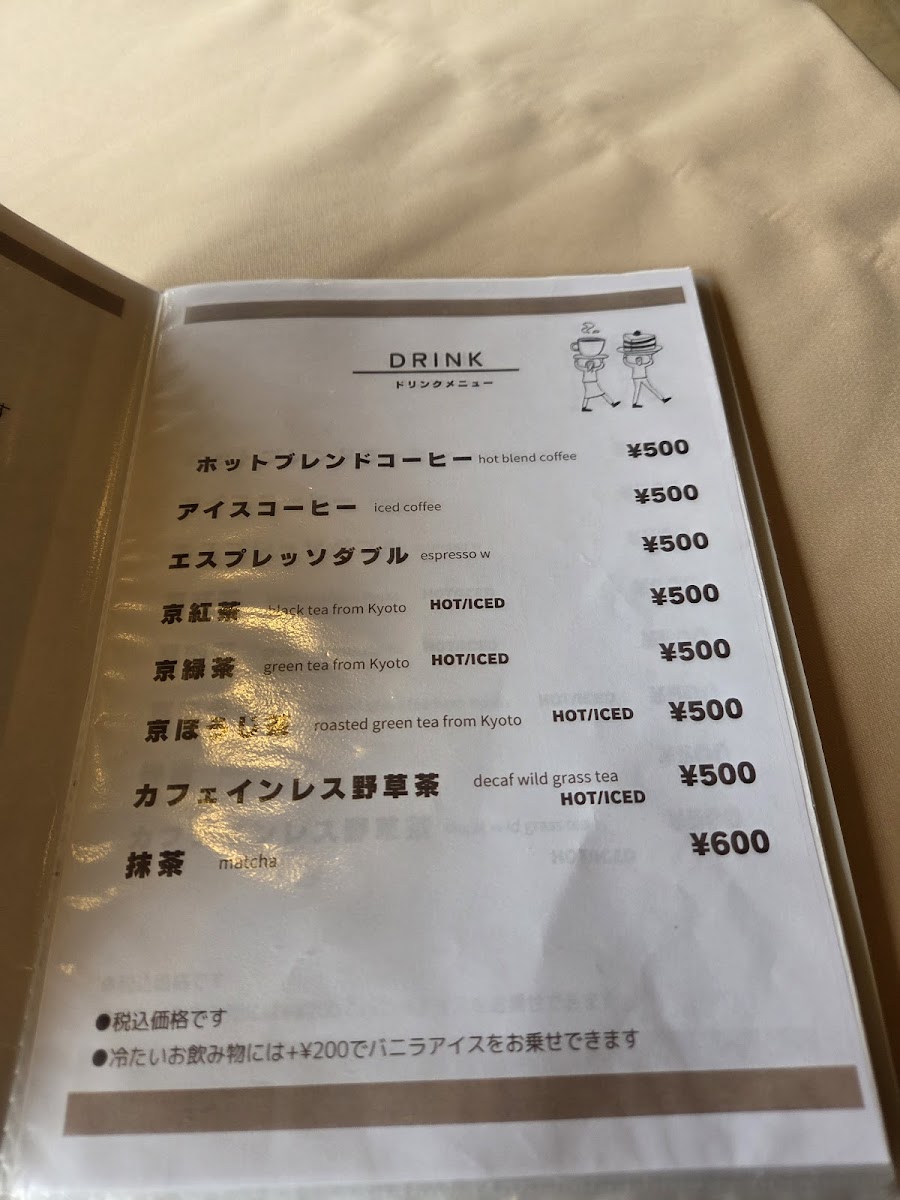 DRINK
ドリンクメニュー
ホットブレンドコーヒー hot blend coffee ¥500
アイスコーヒー iced coffee ¥500
エスプレッソダブル espresso w ¥500
京紅茶 black tea from Kyoto HOT/ICED ¥500
京緑茶 green tea from Kyoto HOT/ICED ¥500
京ほうじ茶 roasted green tea from Kyoto HOT/ICED ¥500
カフェインレス野草茶 decaf wild grass tea ¥500
HOT/ICED
抹茶 matcha ¥600
●税込価格です
●冷たいお飲み物には+¥200でバニラアイスをお乗せできます